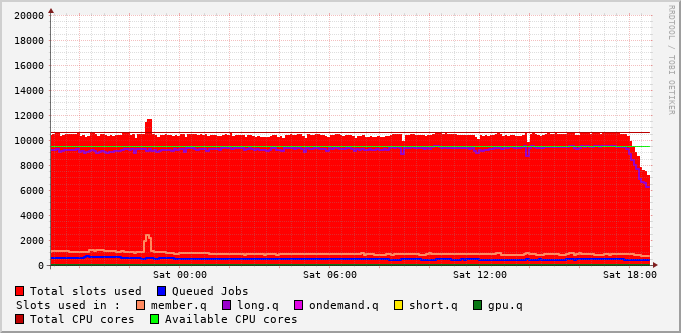 20000
18000
16000
14000
12000
10000
8000
6000
4000
2000
0
Sat 00:00 Sat 06:00 Sat 12:00 Sat 18:00
RRDTOOL / TOBI OETIKER
Total slots used Queued Jobs
Slots used in : member.q long.q ondemand.q short.q gpu.q
Total CPU cores Available CPU cores